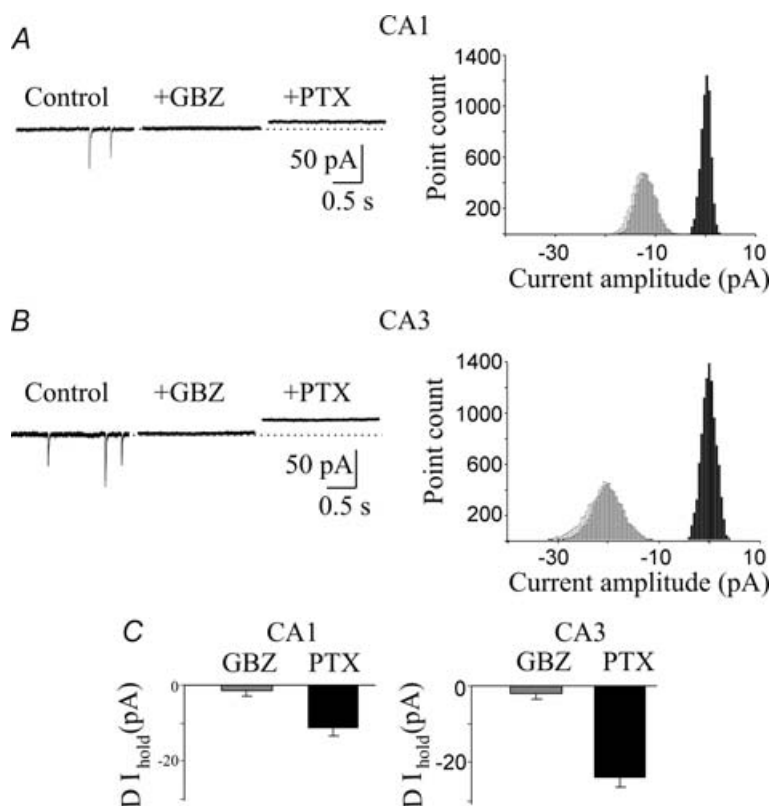 A
CA1
Control +GBZ +PTX
50 pA
0.5 s
Point count
1400
1000
600
200
-30 -10 10
Current amplitude (pA)
B
CA3
Control +GBZ +PTX
50 pA
0.5 s
Point count
1400
1000
600
200
-30 -10 10
Current amplitude (pA)
C
CA1
GBZ PTX
D I hold (pA)
0
-20
CA3
GBZ PTX
D I hold (pA)
0
-20